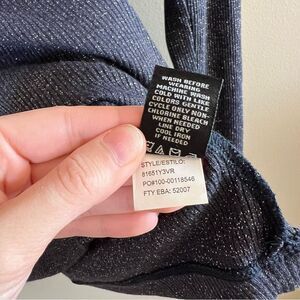 WASH BEFORE
WEARING
MACHINE WASH
COLD WITH LIKE
COLORS GENTLE
CYCLE ONLY NON-
CHLORINE BLEACH
WHEN NEEDED
LINE DRY
COOL IRON
IF NEEDED
STYLE/ESTILO:
81651Y3VR
PO#100-00118546
FTY EBA: 52007